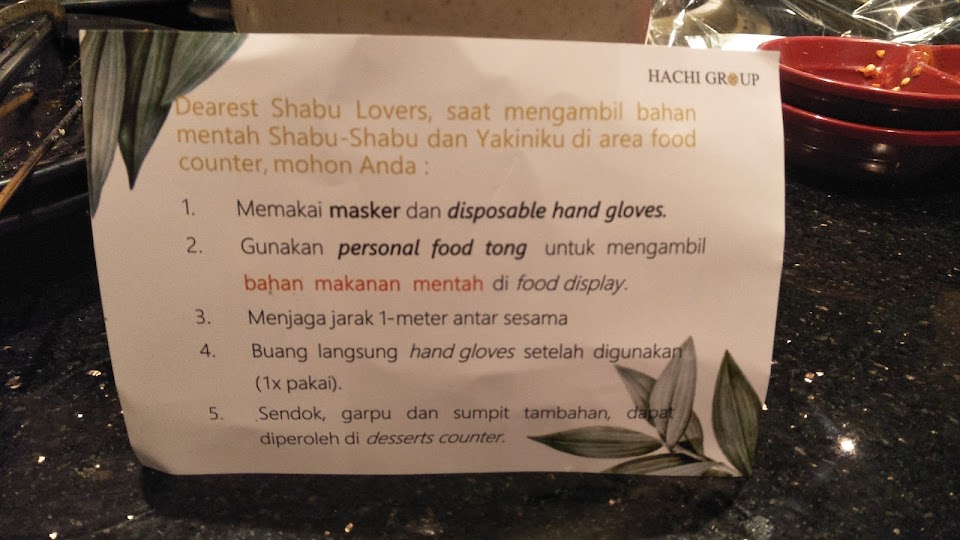 HACHI GROUP
Dearest Shabu Lovers, saat mengambil bahan
mentah Shabu-Shabu dan Yakiniku di area food
counter, mohon Anda :
1. Memakai masker dan disposable hand gloves.
2. Gunakan personal food tong untuk mengambil
bahan makanan mentah di food display.
3. Menjaga jarak 1-meter antar sesama
4. Buang langsung hand gloves setelah digunakan
(1x pakai).
5. Sendok, garpu dan sumpit tambahan, dapat
diperoleh di desserts counter.